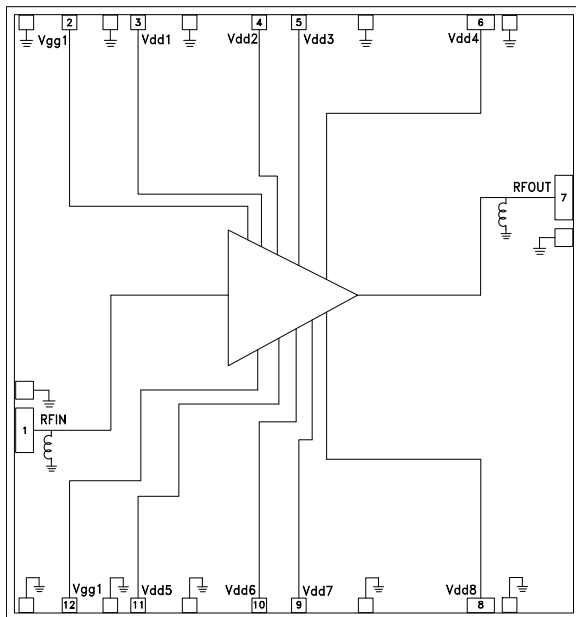 2 3 4 5 6
Vgg1 Vdd1 Vdd2 Vdd3 Vdd4
RFOUT 7
RFIN
1
Vgg1 Vdd5 Vdd6 Vdd7 Vdd8
12 11 10 9 8